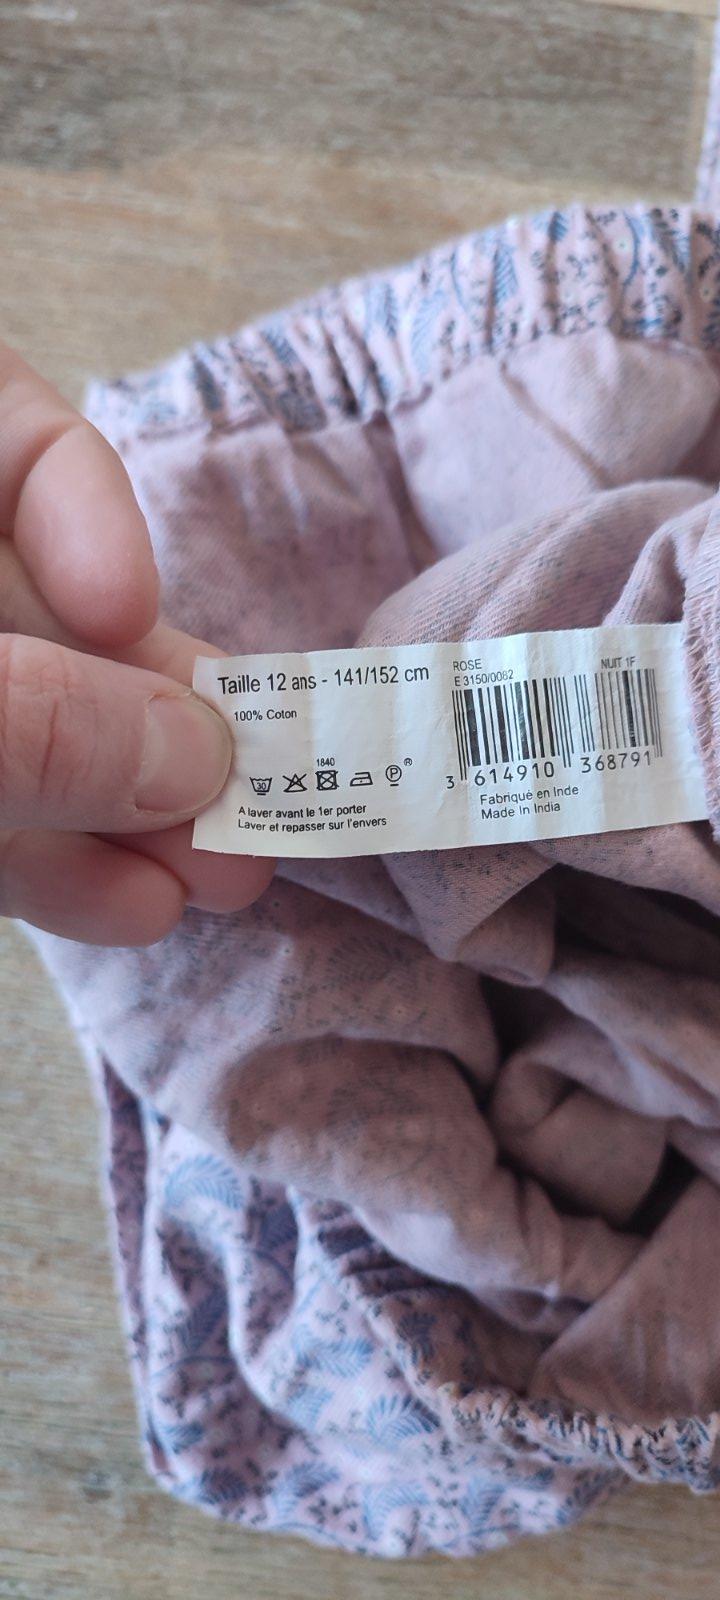 Taille 12 ans - 141/152 cm
100% Coton
1840
30
P ®
A laver avant le 1er porter
Laver et repasser sur l'envers
ROSE
E 3150/0082
NUIT 1F
3 614910 368791
Fabriqué en Inde
Made In India